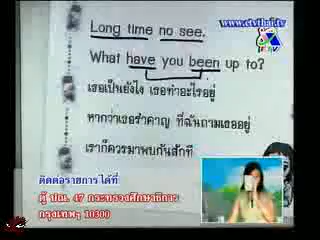 www.etvthai.tv
ETV
Long time no see.
What have you been up to?
เธอเป็นยังไง เธอทำอะไรอยู่
หากว่าเธอรำคาญ ที่ฉันถามเธออยู่
เราก็ควรมาพบกันสักที
ติดต่อรายการได้ที่
ตู้ ปณ. 47 กระทรวงศึกษาธิการ
กรุงเทพฯ 10300